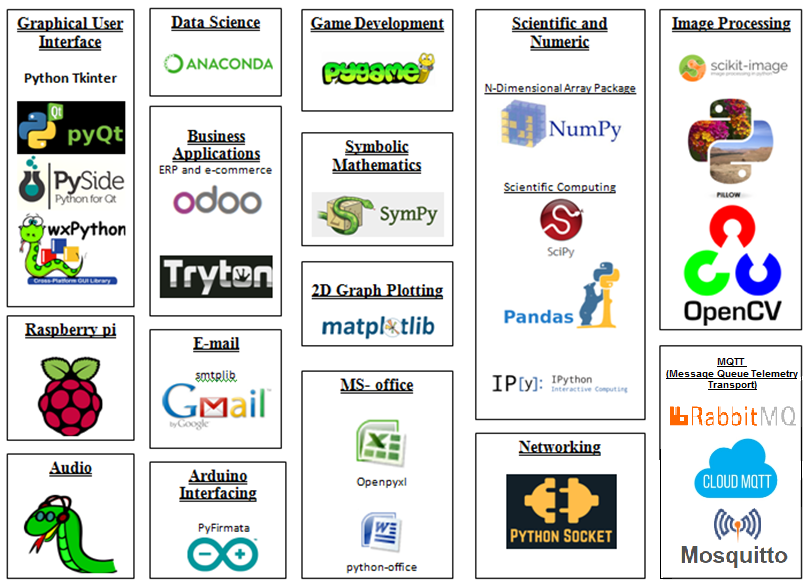 Graphical User
Interface
Python Tkinter
Qt
pyQt
PySide
Python for Qt
wxPython
Cross-Platform GUI Library
Raspberry pi
Audio
Data Science
ANACONDA
Business
Applications
ERP and e-commerce
odoo
Tryton
E-mail
smtplib
GMail™
by Google
Arduino
Interfacing
PyFirmata
Game Development
pygame
Symbolic
Mathematics
SymPy
2D Graph Plotting
matplotlib
MS- office
X
Openpyxl
W
python-office
Scientific and
Numeric
N-Dimensional Array Package
NumPy
Scientific Computing
SciPy
Pandas
IP[y]: IPython
Interactive Computing
Networking
PYTHON SOCKET
Image Processing
scikit-image
image processing in python
PILLOW
OpenCV
MQTT
(Message Queue Telemetry
Transport)
RabbitMQ
CLOUD MQTT
Mosquitto